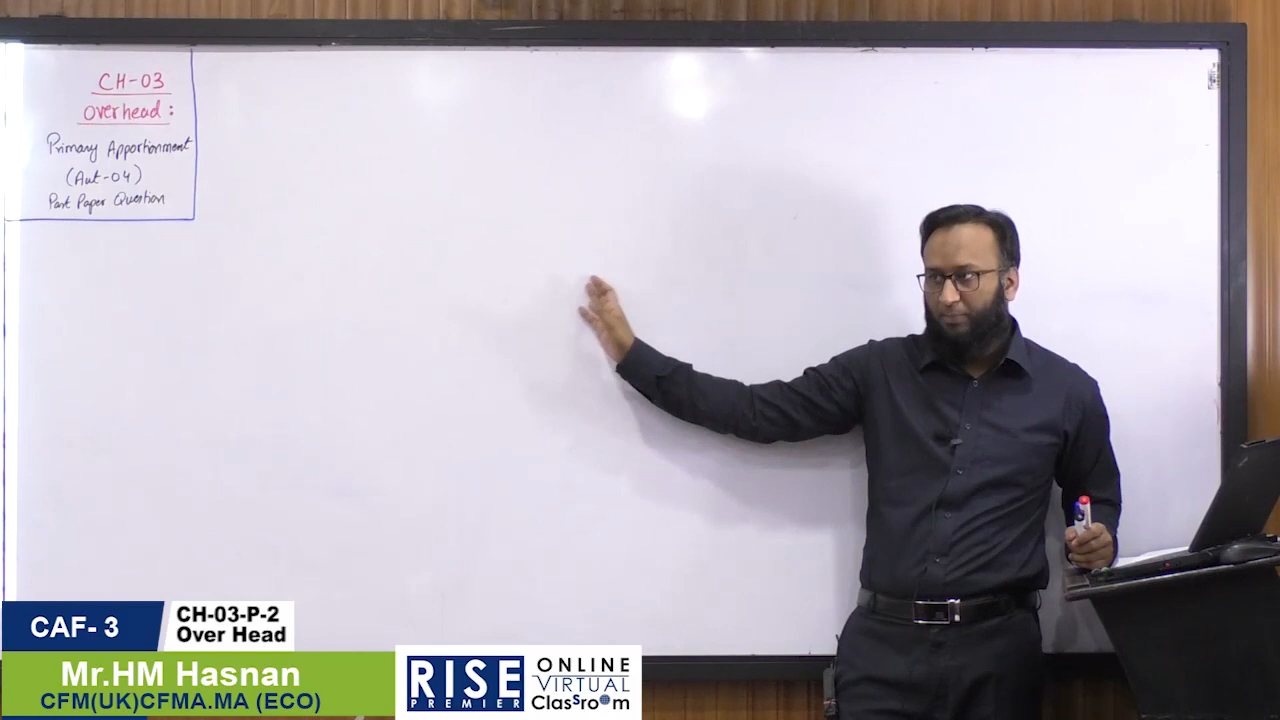 CH-03
Overhead:
Primary Apportionment
(Aut-04)
Past Paper Question
CAF- 3
CH-03-P-2
Over Head
Mr.HM Hasnan
CFM(UK)CFMA.MA (ECO)
RISE
PREMIER
ONLINE
VIRTUAL
ClassroOm